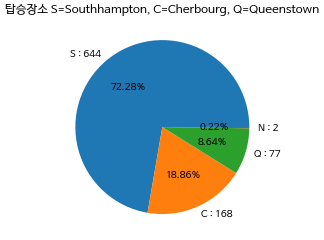 탑승장소 S=Southhampton, C=Cherbourg, Q=Queenstown
S : 644
72.28%
0.22%
N : 2
8.64%
Q : 77
18.86%
C : 168